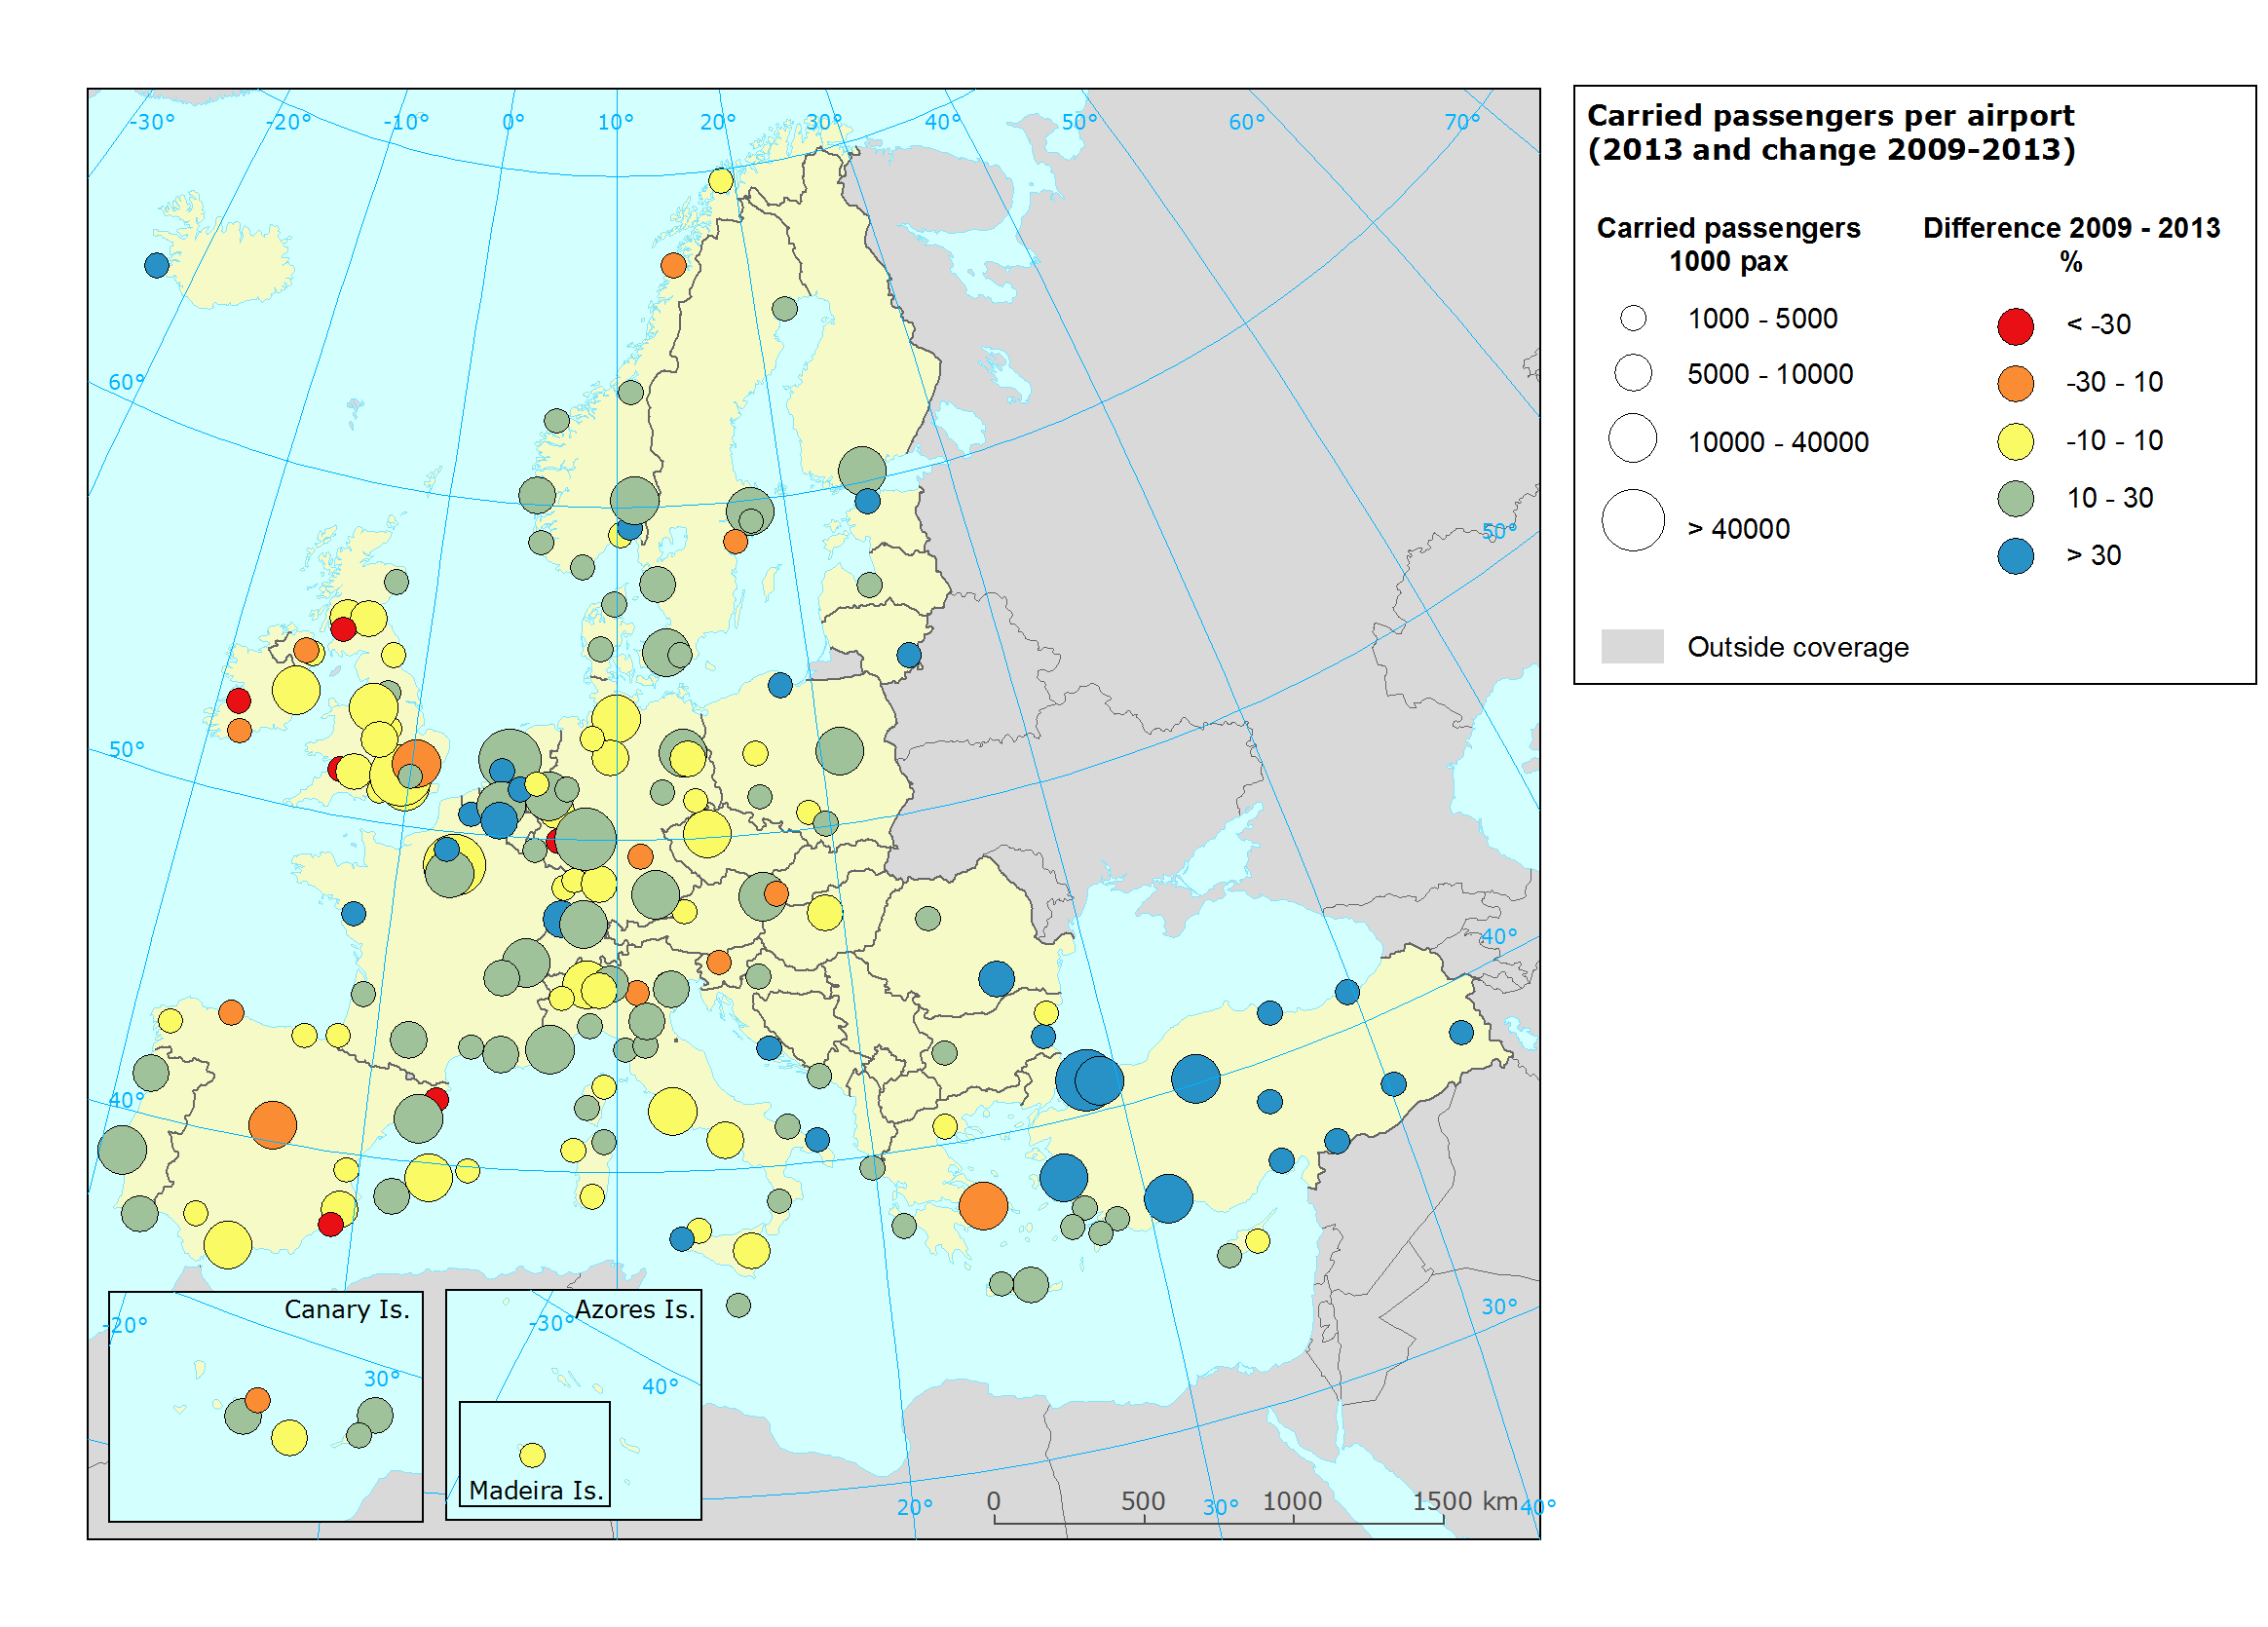 -30°
-20°
-10°
0°
10°
20°
30°
40°
50°
60°
70°
60°
50°
50°
40°
40°
30°
Canary Is.
-20°
30°
Azores Is.
-30°
40°
Madeira Is.
0 500 1000 1500 km
20° 30° 40°
Carried passengers per airport
(2013 and change 2009-2013)
Carried passengers
1000 pax
1000 - 5000
5000 - 10000
10000 - 40000
> 40000
Difference 2009 - 2013
%
< -30
-30 - 10
-10 - 10
10 - 30
> 30
Outside coverage